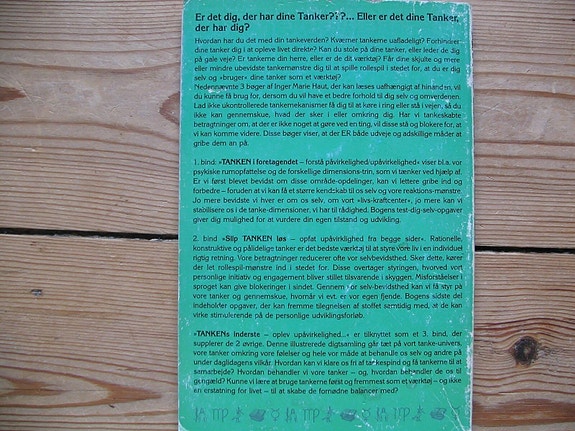 Er det dig, der har dine Tanker???... Eller er det dine Tanker,
der har dig?
Hvordan har du det med din tankeverden? Kværner tankerne uafladeligt? Forhindrer
dine tanker dig i at opleve livet direkte? Kan du stole på dine tanker, eller leder de dig
på gale veje? Er tankerne din herre, eller er de dit værktøj? Får dine skjulte og mere
eller mindre ubevidste tankemønstre dig til at spille rollespil i stedet for, at du er dig
selv og »bruger« dine tanker som et værktøj?
Nedennævnte 3 bøger af Inger Marie Haut, der kan læses uafhængigt af hinanden, vil
du kunne få brug for, dersom du vil have et bedre forhold til dig selv og omverdenen.
Lad ikke ukontrollerede tankemekanismer få dig til at køre i ring eller stå i vejen, så du
ikke kan gennemskue, hvad der sker i eller omkring dig. Har vi tankeskabte
betragtninger om, at der er ikke noget at gøre ved en ting, vil disse stå og blokere for, at
vi kan komme videre. Disse bøger viser, at der ER både udveje og adskillige måder at
gribe dem an på.
1. bind: »TANKEN i foretagendet – forstå påvirkelighed/upåvirkelighed« viser bl.a. vor
psykiske rumopfattelse og de forskellige dimensions-trin, som vi tænker ved hjælp af.
Er vi først blevet bevidst om disse område-opdelinger, kan vi lettere gribe ind og
forbedre – foruden at vi kan få et større kendskab til os selv og vore reaktions-mønstre.
Jo mere bevidste vi hver er om os selv, om vort »livs-kraftcenter«, jo mere kan vi
stabilisere os i de tanke-dimensioner, vi har til rådighed. Bogens test-dig-selv-opgaver
giver dig mulighed for at vurdere din egen tilstand og udvikling.
2. bind »Slip TANKEN løs – opfat upåvirkelighed fra begge sider«. Rationelle,
konstruktive og pålidelige tanker er det bedste værktøj til at styre vore liv i en individuel
rigtig retning. Vore betragtninger reducerer ofte vor selvbevidsthed. Sker dette, kører
der let rollespil-mønstre ind i stedet for. Disse overtager styringen, hvorved vort
personlige initiativ og engagement bliver stillet tilsvarende i skyggen. Misforståelser i
sproget kan give blokeringer i sindet. Gennem vor selv-bevidsthed kan vi få styr på
vore tanker og gennemskue, hvornår vi evt. er vor egen fjende. Bogens sidste del
indeholder opgaver, der kan fremme tilegnelsen af stoffet samtidig med, at de kan
virke stimulerende på de personlige udviklingsforløb.
»TANKENs inderste – oplev upåvirkelighed...« er tilknyttet som et 3. bind, der
supplerer de 2 øvrige. Denne illustrerede digtsamling går tæt på vort tanke-univers,
vore tanker omkring vore følelser og hele vor måde at behandle os selv og andre på
under dagligdagens vilkår. Hvordan kan vi klare os fri af tankespind og få tankerne til at
samarbejde? Hvordan behandler vi vore tanker – og, hvordan behandler de os til
gengæld? Kunne vi lære at bruge tankerne først og fremmest som et værktøj – og ikke
en erstatning for livet – til at skabe de fornødne balancer med?